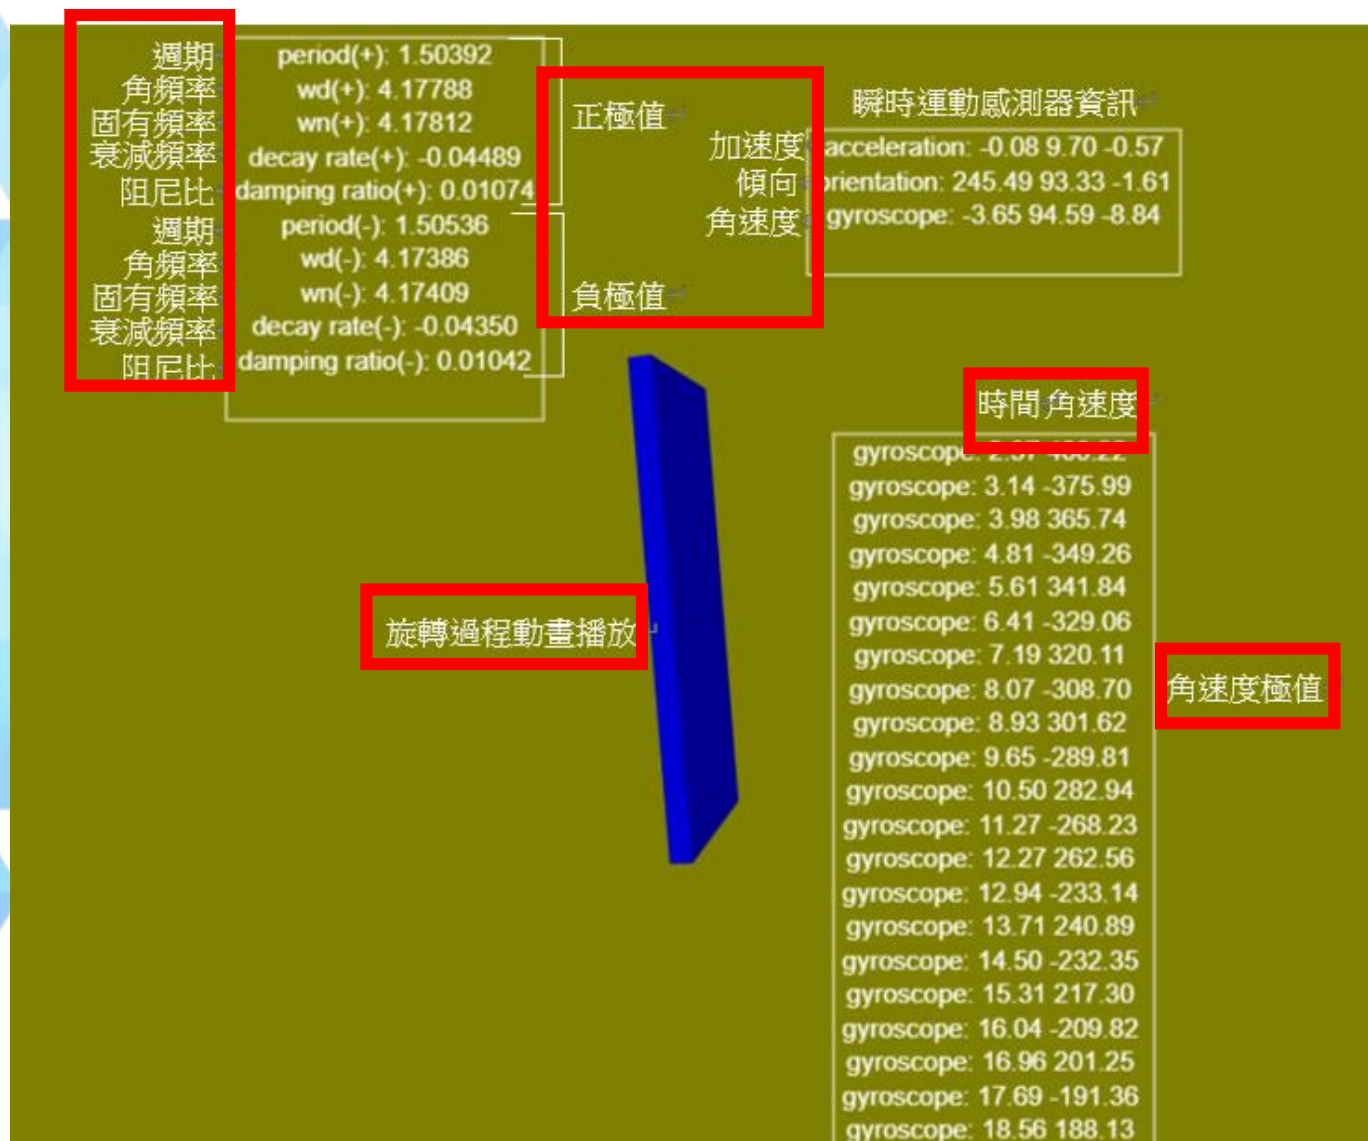 週期 period(+): 1.50392
角頻率 wd(+): 4.17788
固有頻率 wn(+): 4.17812
衰減頻率 decay rate(+): -0.04489
阻尼比 damping ratio(+): 0.01074
正極值
週期 period(-): 1.50536
角頻率 wd(-): 4.17386
固有頻率 wn(-): 4.17409
衰減頻率 decay rate(-): -0.04350
阻尼比 damping ratio(-): 0.01042
負極值
瞬時運動感測器資訊
加速度 acceleration: -0.08 9.70 -0.57
傾向 orientation: 245.49 93.33 -1.61
角速度 gyroscope: -3.65 94.59 -8.84
旋轉過程動畫播放
時間 角速度
gyroscope:
gyroscope: 3.14 -375.99
gyroscope: 3.98 365.74
gyroscope: 4.81 -349.26
gyroscope: 5.61 341.84
gyroscope: 6.41 -329.06
gyroscope: 7.19 320.11
gyroscope: 8.07 -308.70
gyroscope: 8.93 301.62
gyroscope: 9.65 -289.81
gyroscope: 10.50 282.94
gyroscope: 11.27 -268.23
gyroscope: 12.27 262.56
gyroscope: 12.94 -233.14
gyroscope: 13.71 240.89
gyroscope: 14.50 -232.35
gyroscope: 15.31 217.30
gyroscope: 16.04 -209.82
gyroscope: 16.96 201.25
gyroscope: 17.69 -191.36
gyroscope: 18.56 188.13
角速度極值